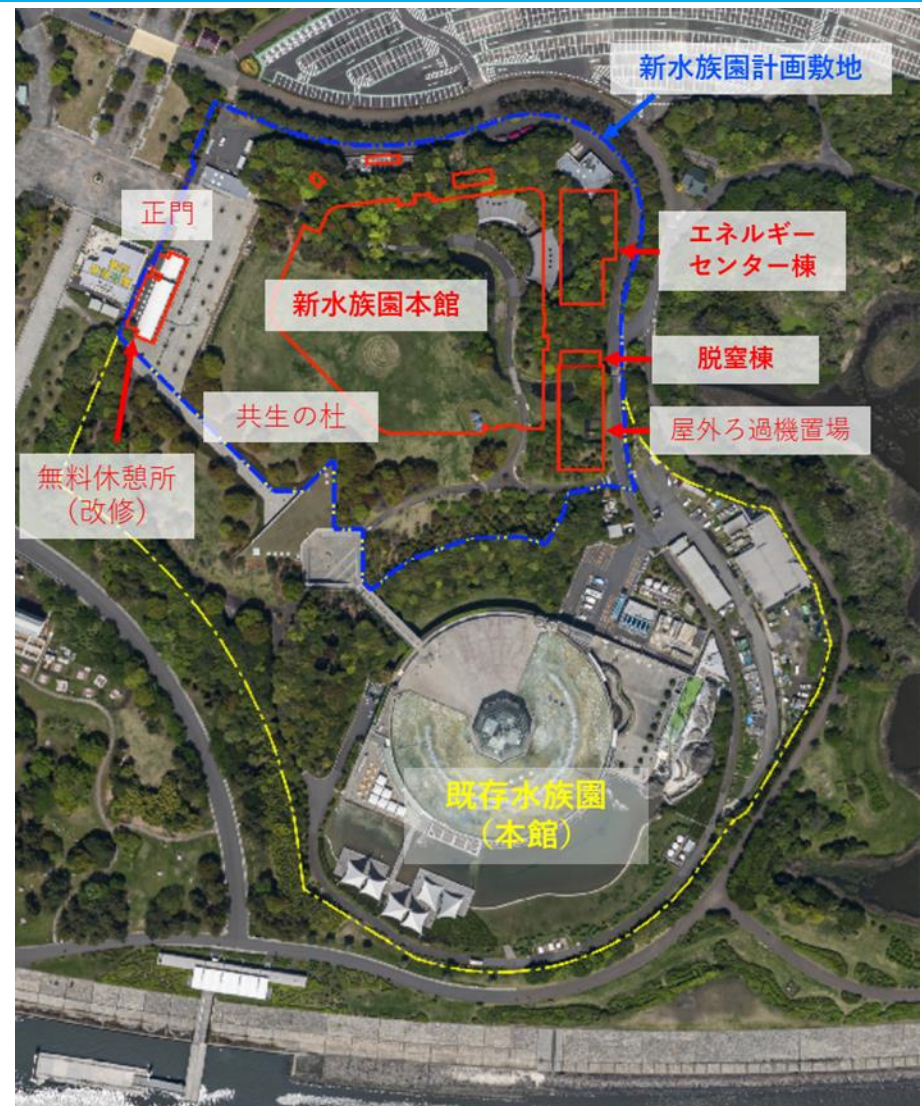 新水族園計画敷地
正門
エネルギー
センター棟
新水族園本館
脱窒棟
共生の杜
屋外ろ過機置場
無料休憩所
（改修）
既存水族園
（本館）